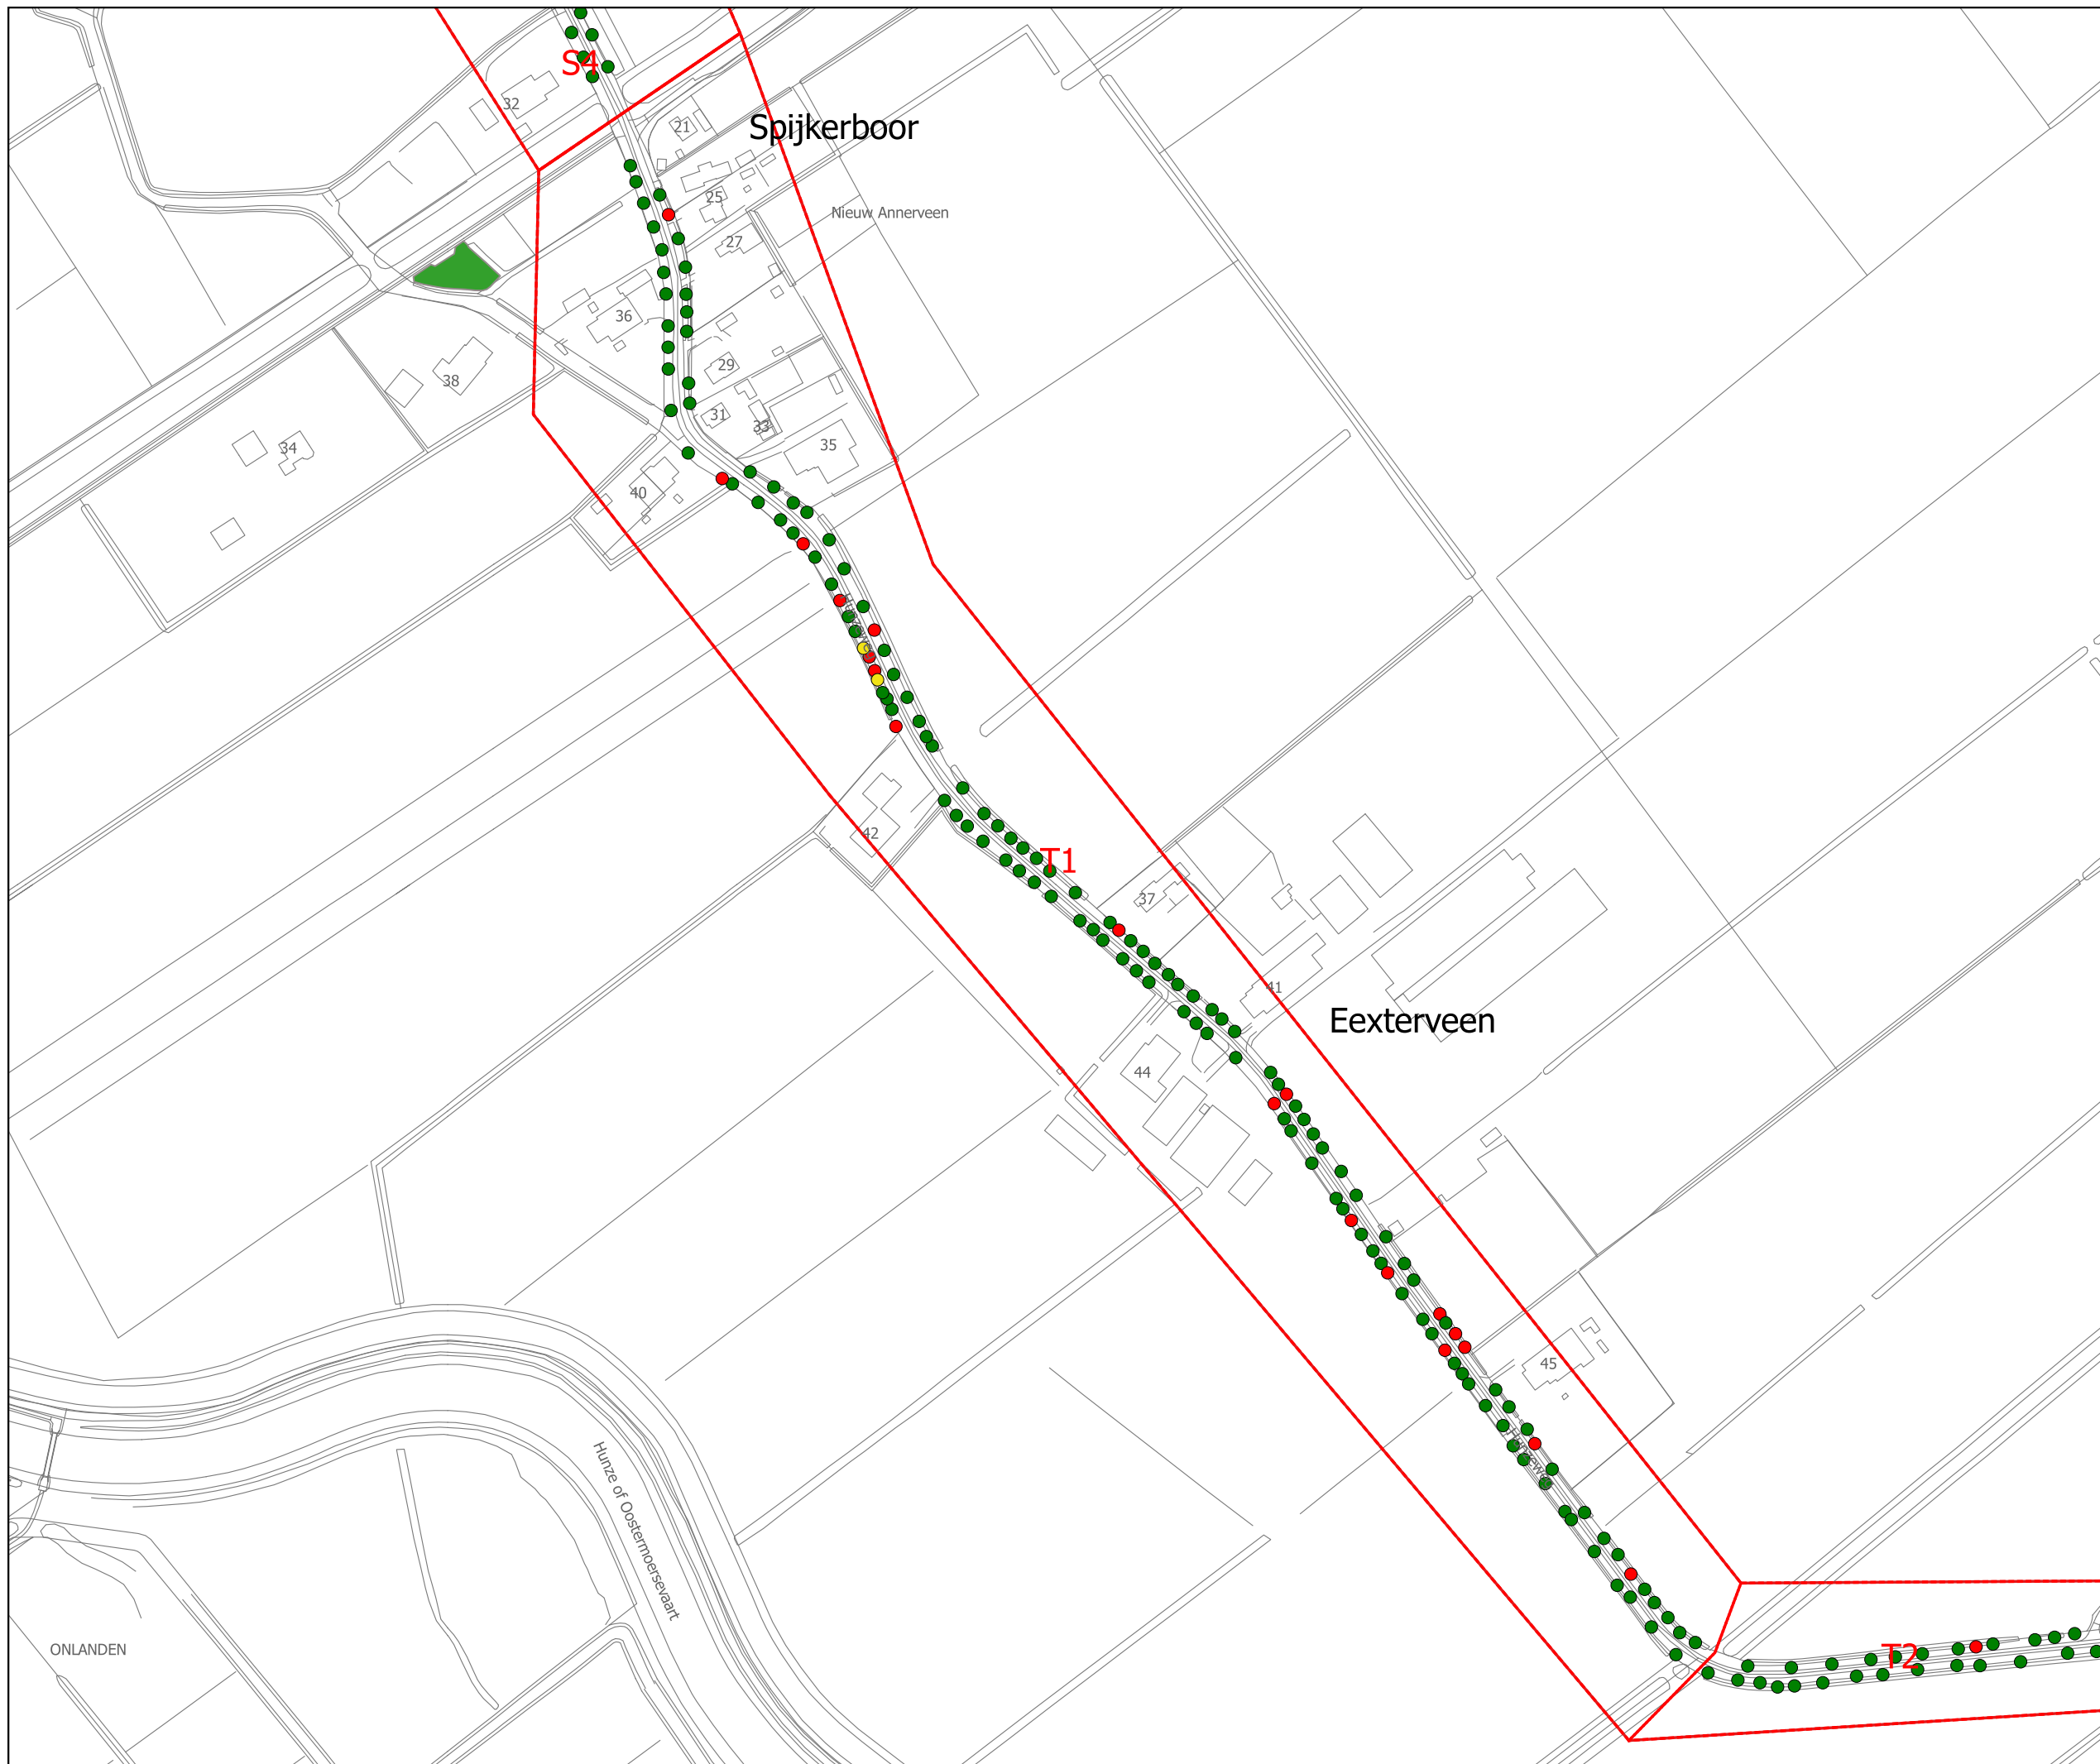 S4
32
21
Spijkerboor
25
Nieuw Annerveen
27
36
29
38
31
33
35
34
40
42
T1
37
41
Eexterveen
44
45
Hunze of Oostermoersevaart
ONLANDEN
T2